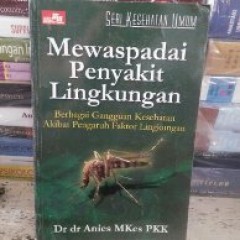 SERI KESEHATAN UMUM
Mewaspadai
Penyakit
Lingkungan
Berbagai Gangguan Kesehatan
Akibat Pengaruh Faktor Lingkungan
Dr dr Anies MKes PKK